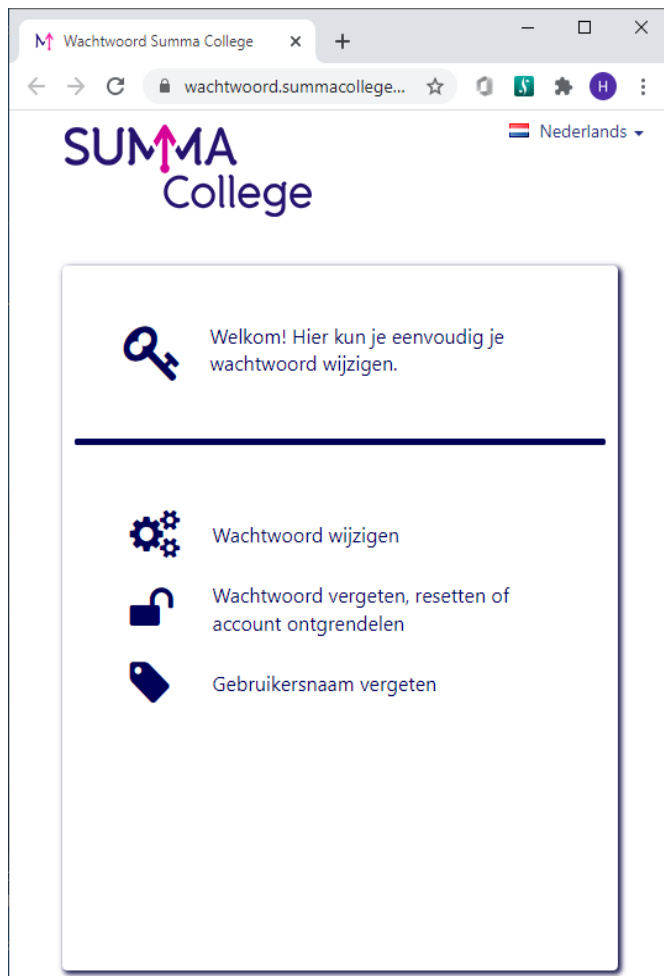 Wachtwoord Summa College
wachtwoord.summacollege...
H
Nederlands
SUMMA
College
Welkom! Hier kun je eenvoudig je
wachtwoord wijzigen.
Wachtwoord wijzigen
Wachtwoord vergeten, resetten of
account ontgrendelen
Gebruikersnaam vergeten